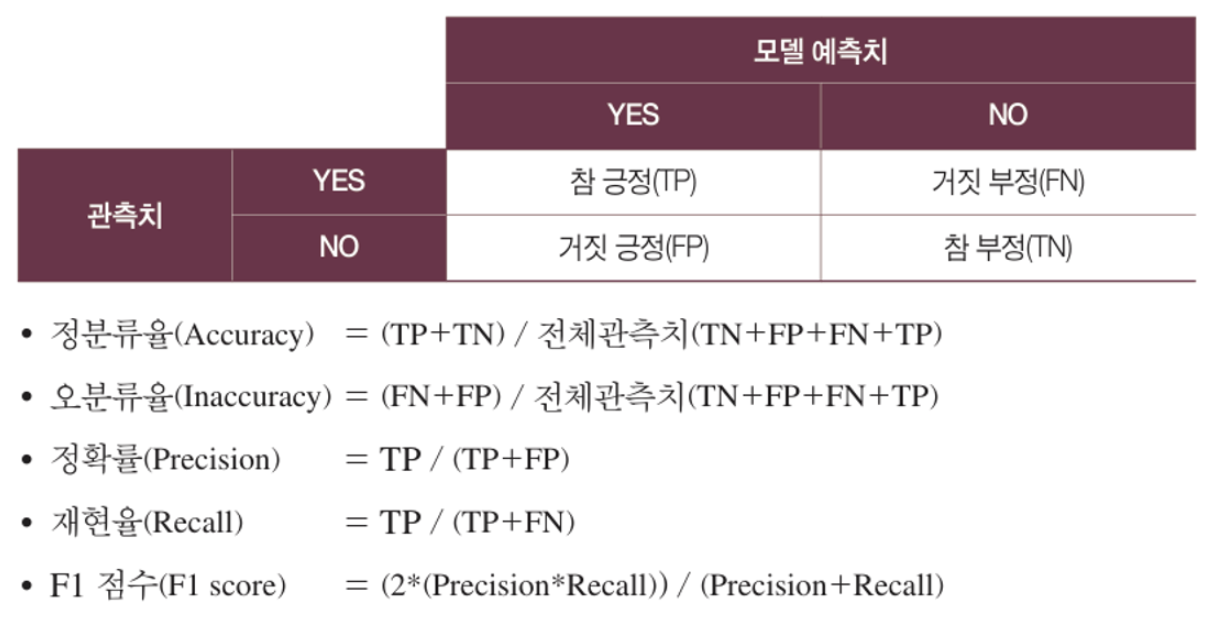 모델 예측치
YES NO
관측치 YES 참 긍정(TP) 거짓 부정(FN)
NO 거짓 긍정(FP) 참 부정(TN)
• 정분류율(Accuracy) = (TP+TN) / 전체관측치(TN+FP+FN+TP)
• 오분류율(Inaccuracy) = (FN+FP) / 전체관측치(TN+FP+FN+TP)
• 정확률(Precision) = TP / (TP+FP)
• 재현율(Recall) = TP / (TP+FN)
• F1 점수(F1 score) = (2*(Precision*Recall)) / (Precision+Recall)